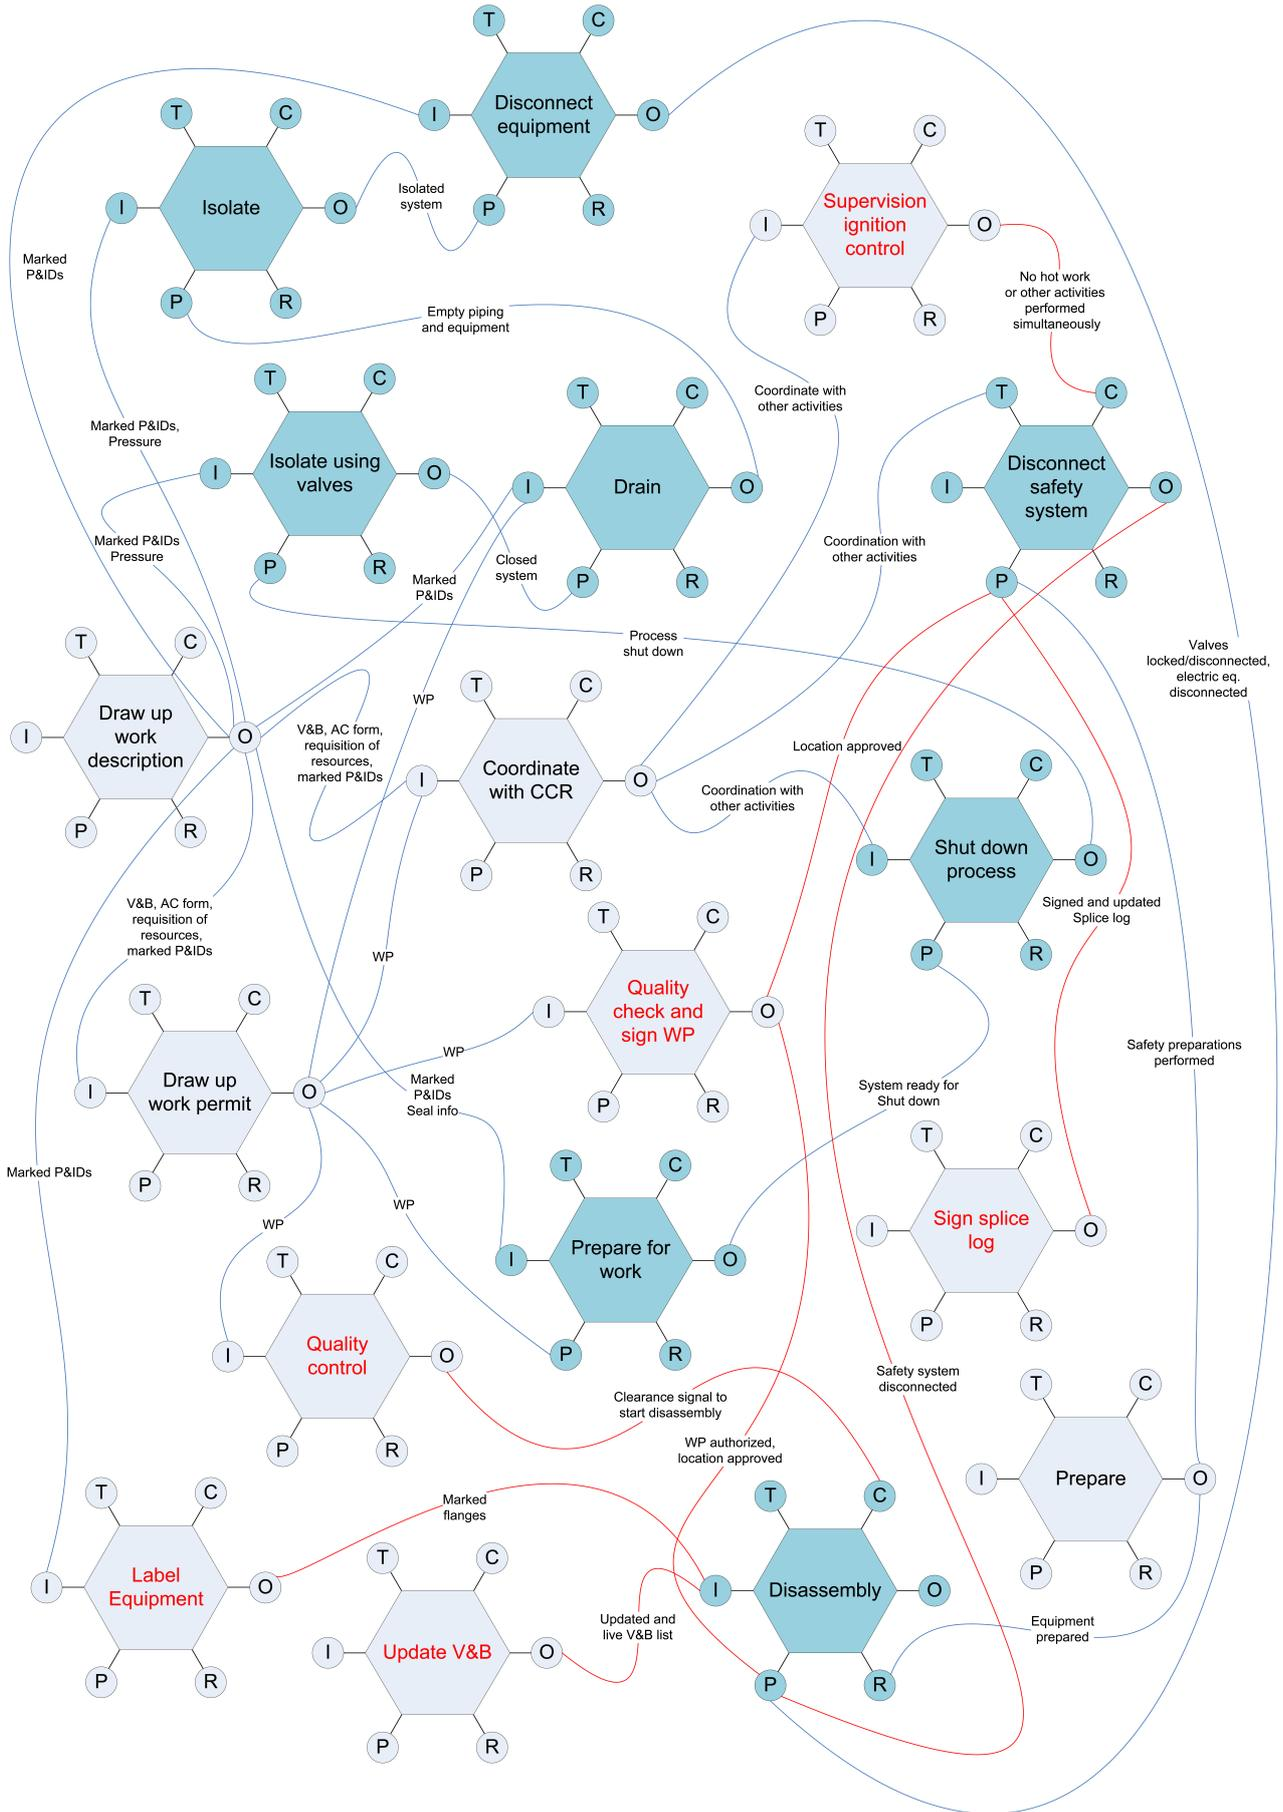 T
C
I
Disconnect
equipment
O
P
R
T
C
I
Isolate
O
P
R
Isolated
system
T
C
I
Supervision
ignition
control
O
P
R
Marked
P&IDs
No hot work
or other activities
performed
simultaneously
Empty piping
and equipment
Coordinate with
other activities
Marked P&IDs,
Pressure
T
C
I
Isolate using
valves
O
P
R
T
C
I
Drain
O
P
R
T
C
I
Disconnect
safety
system
O
P
R
Marked P&IDs
Pressure
Closed
system
Marked
P&IDs
Coordination with
other activities
Process
shut down
Valves
locked/disconnected,
electric eq.
disconnected
T
C
I
Draw up
work
description
O
P
R
WP
V&B, AC form,
requisition of
resources,
marked P&IDs
T
C
I
Coordinate
with CCR
O
P
R
Location approved
Coordination with
other activities
T
C
I
Shut down
process
O
P
R
V&B, AC form,
requisition of
resources,
marked P&IDs
WP
Signed and updated
Splice log
T
C
I
Quality
check and
sign WP
O
P
R
T
C
I
Draw up
work permit
O
P
R
WP
Marked
P&IDs
Seal info
Safety preparations
performed
System ready for
Shut down
Marked P&IDs
WP
WP
T
C
I
Prepare for
work
O
P
R
T
C
I
Sign splice
log
O
P
R
T
C
I
Quality
control
O
P
R
Clearance signal to
start disassembly
Safety system
disconnected
WP authorized,
location approved
T
C
I
Prepare
O
P
R
Marked
flanges
T
C
I
Label
Equipment
O
P
R
T
C
I
Update V&B
O
P
R
Updated and
live V&B list
T
C
I
Disassembly
O
P
R
Equipment
prepared